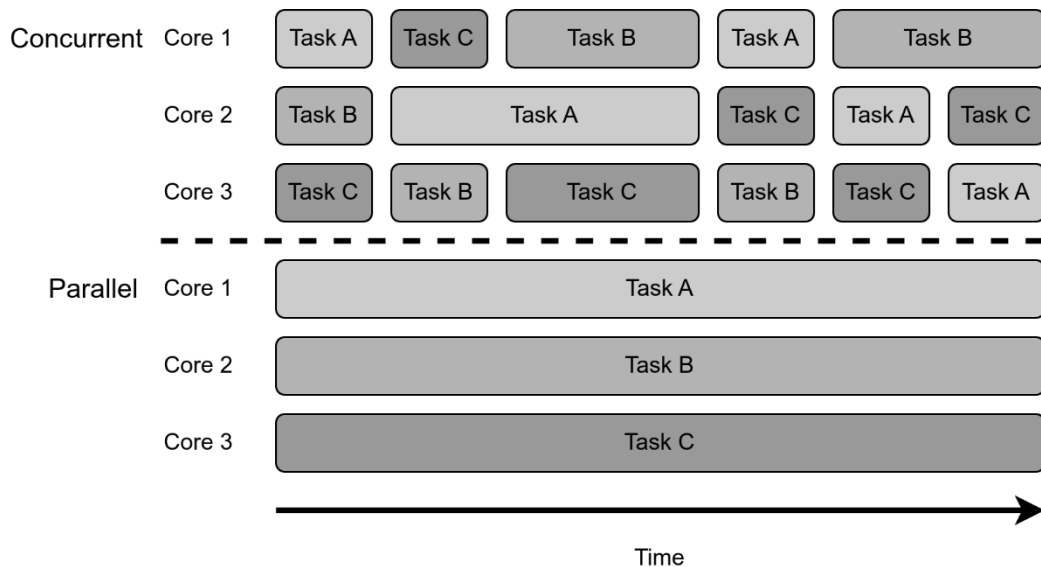 Concurrent Core 1 Task A Task C Task B Task A Task B
Core 2 Task B Task A Task C Task A Task C
Core 3 Task C Task B Task C Task B Task C Task A
Parallel Core 1 Task A
Core 2 Task B
Core 3 Task C
Time